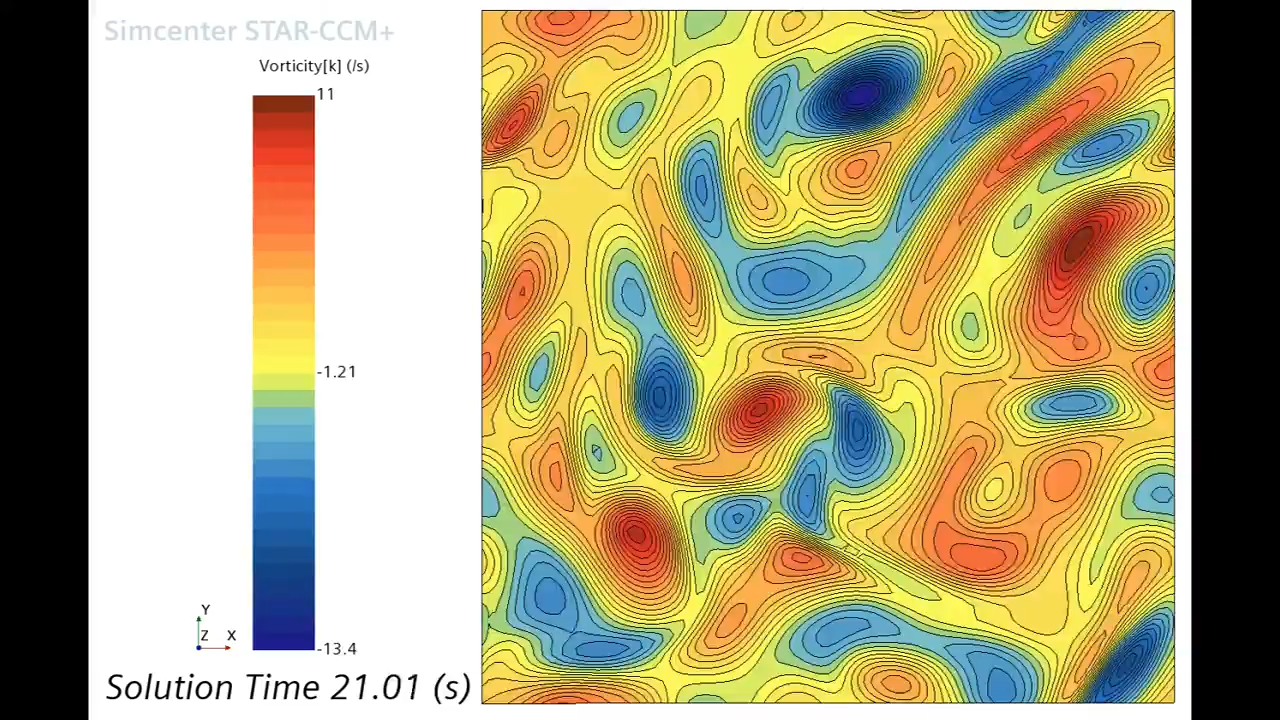 Simcenter STAR-CCM+
Vorticity[k] (/s)
11
-1.21
-13.4
Y
Z X
Solution Time 21.01 (s)